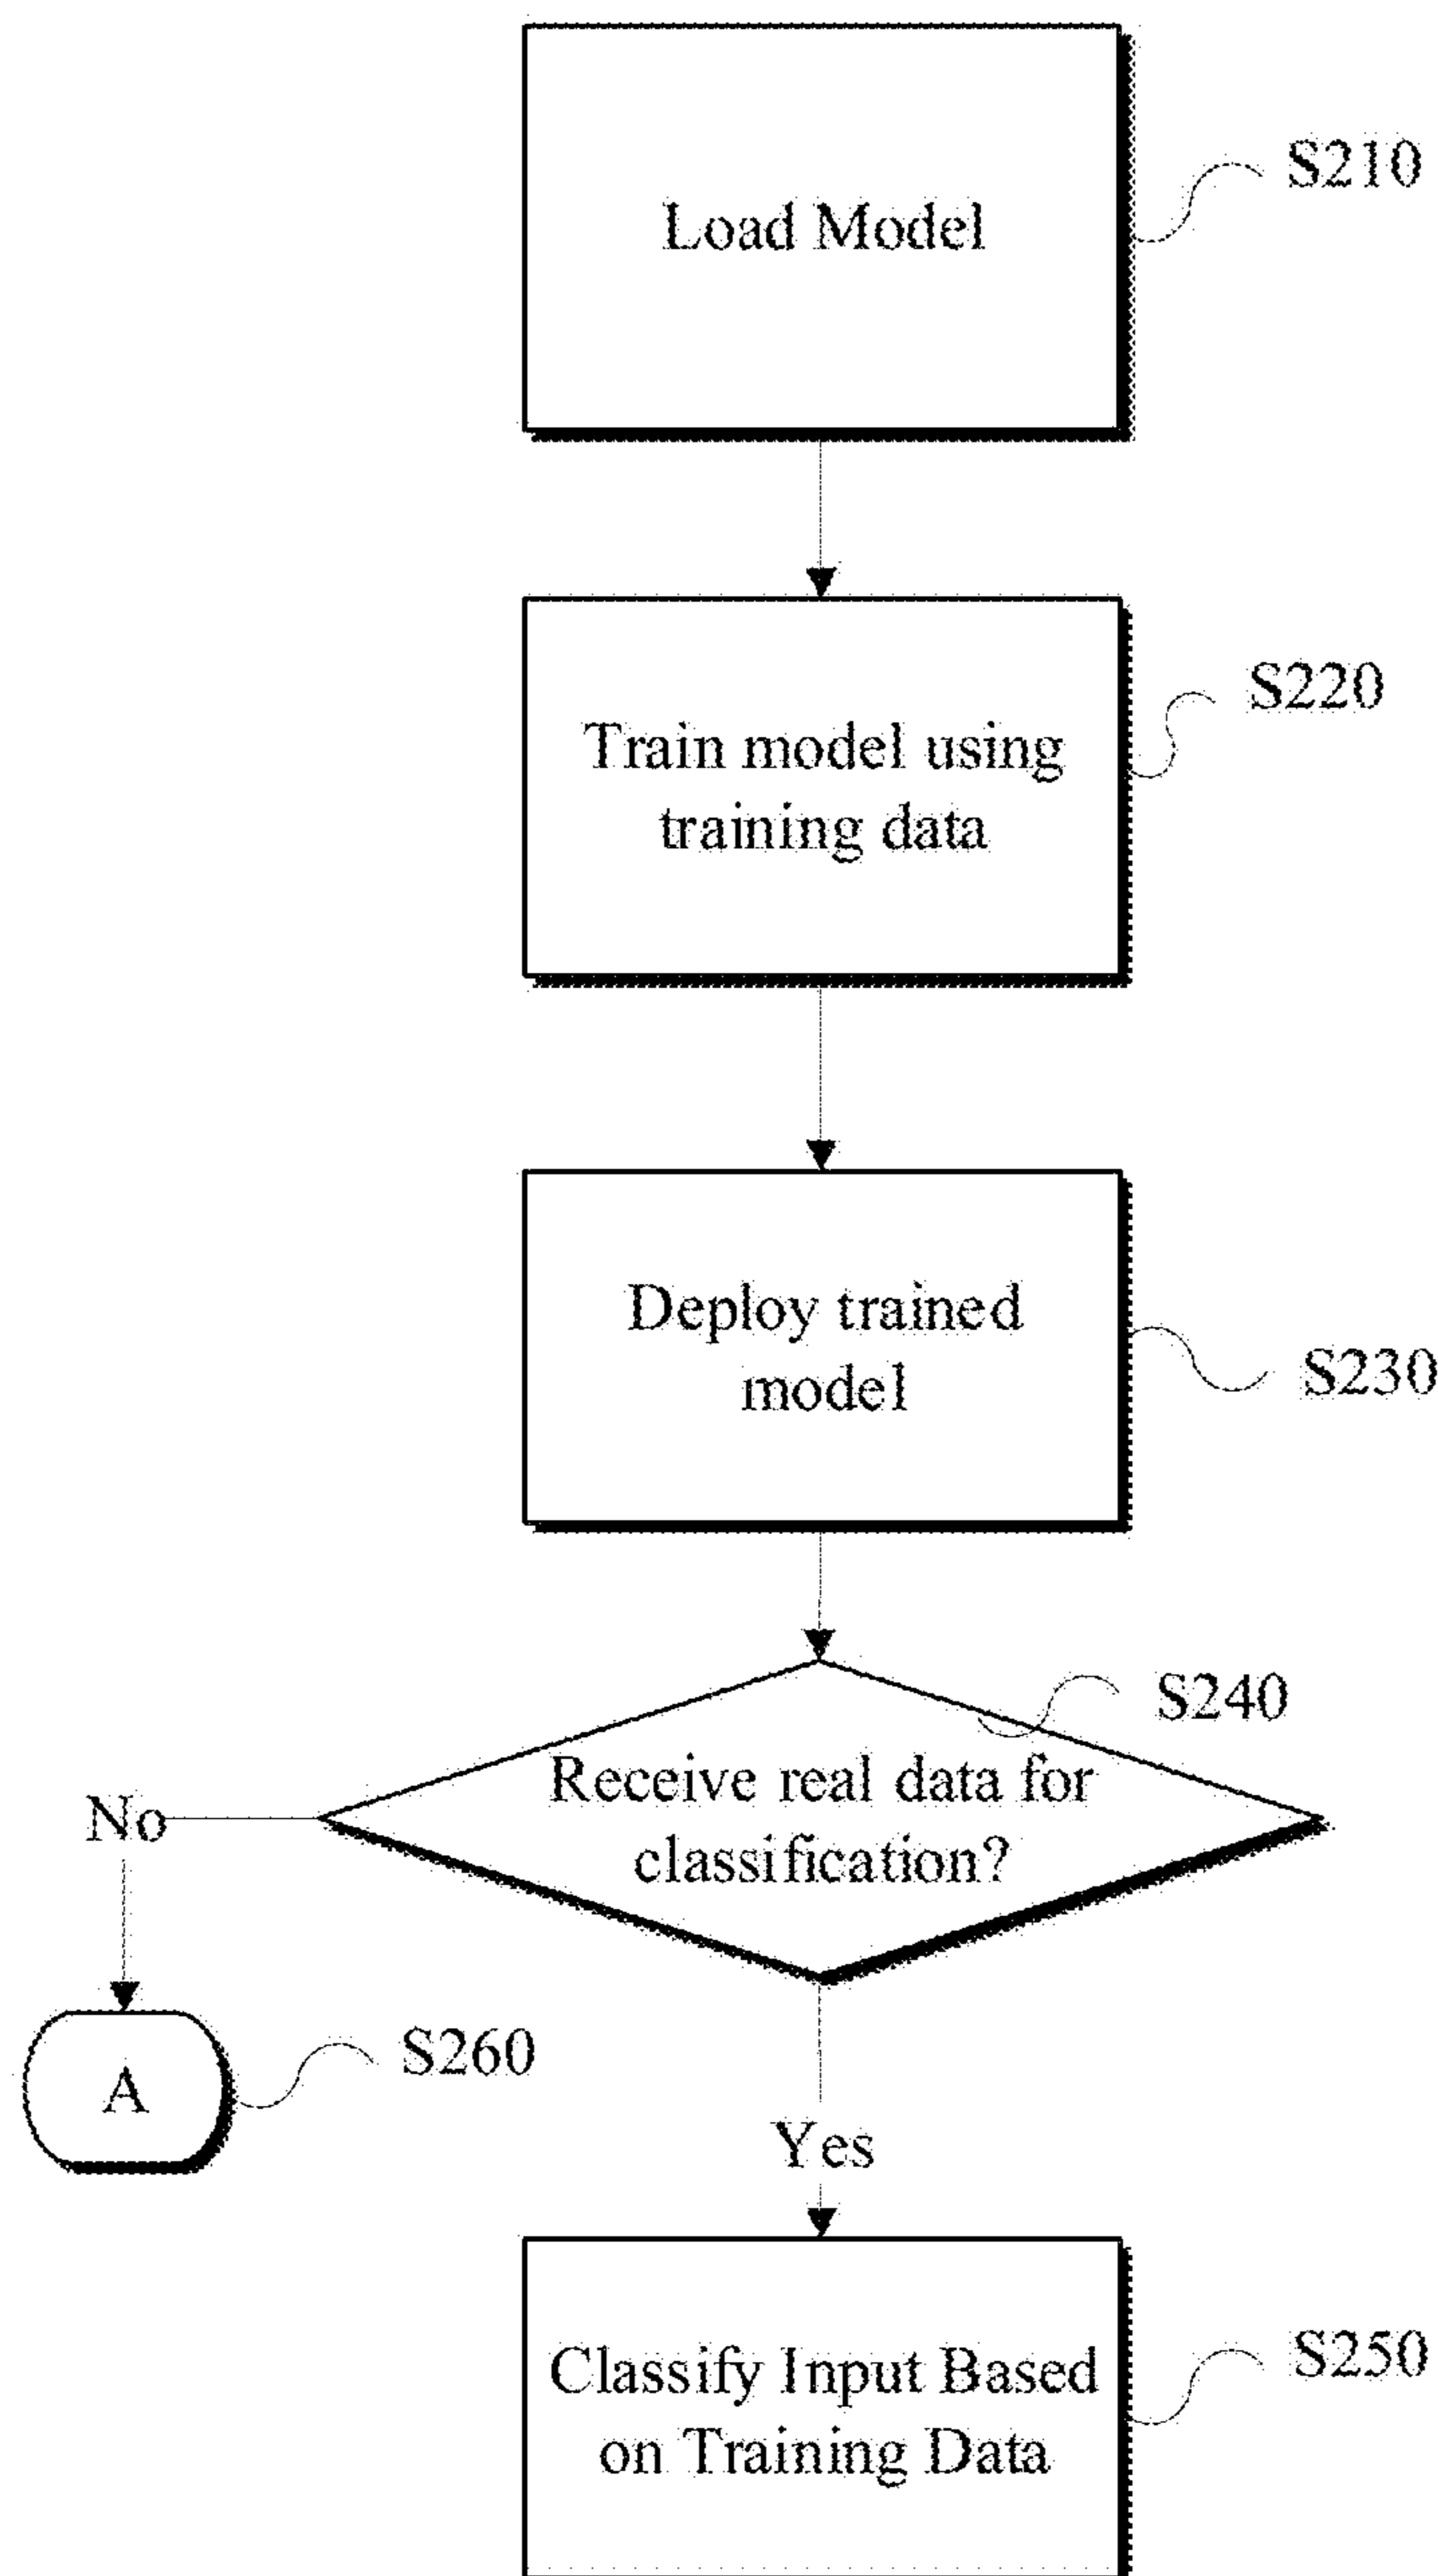 Load Model
S210
Train model using
training data
S220
Deploy trained
model
S230
S240
Receive real data for
classification?
No
A
S260
Yes
Classify Input Based
on Training Data
S250